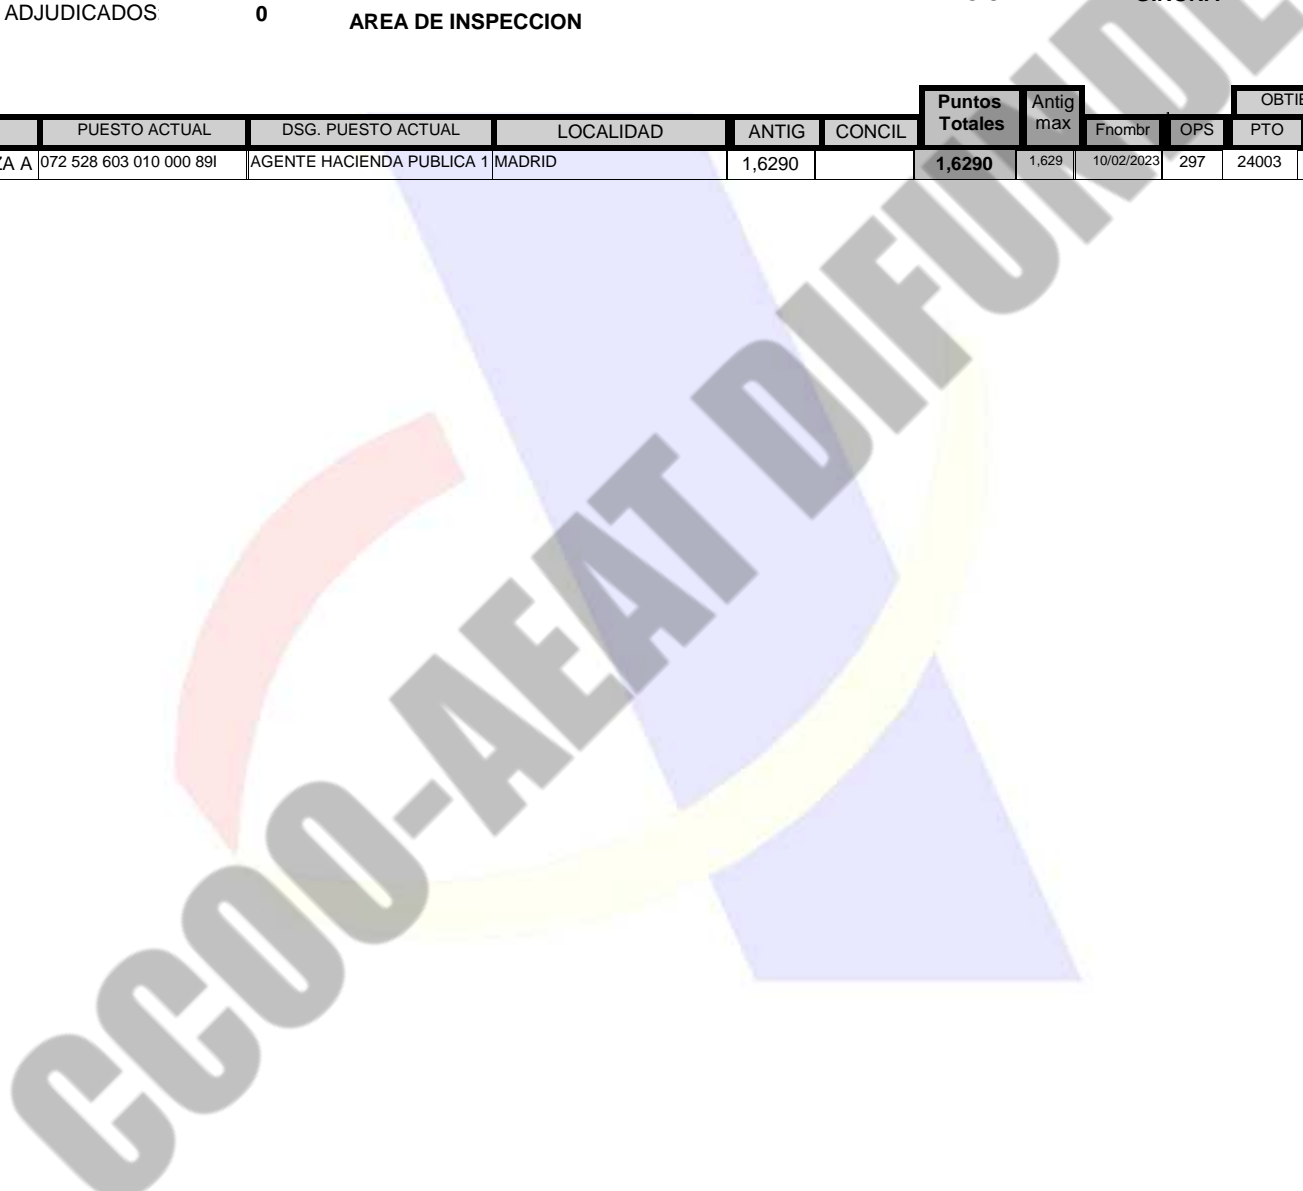 ADJUDICADOS: 0
AREA DE INSPECCION
Puntos Totales Antig max OBTIE
PUESTO ACTUAL DSG. PUESTO ACTUAL LOCALIDAD ANTIG CONCIL Fnombr OPS PTO
ZA A 072 528 603 010 000 89I AGENTE HACIENDA PUBLICA 1 MADRID 1,6290 1,6290 1,629 10/02/2023 297 24003
CCOO-AEAT DIFUNDE